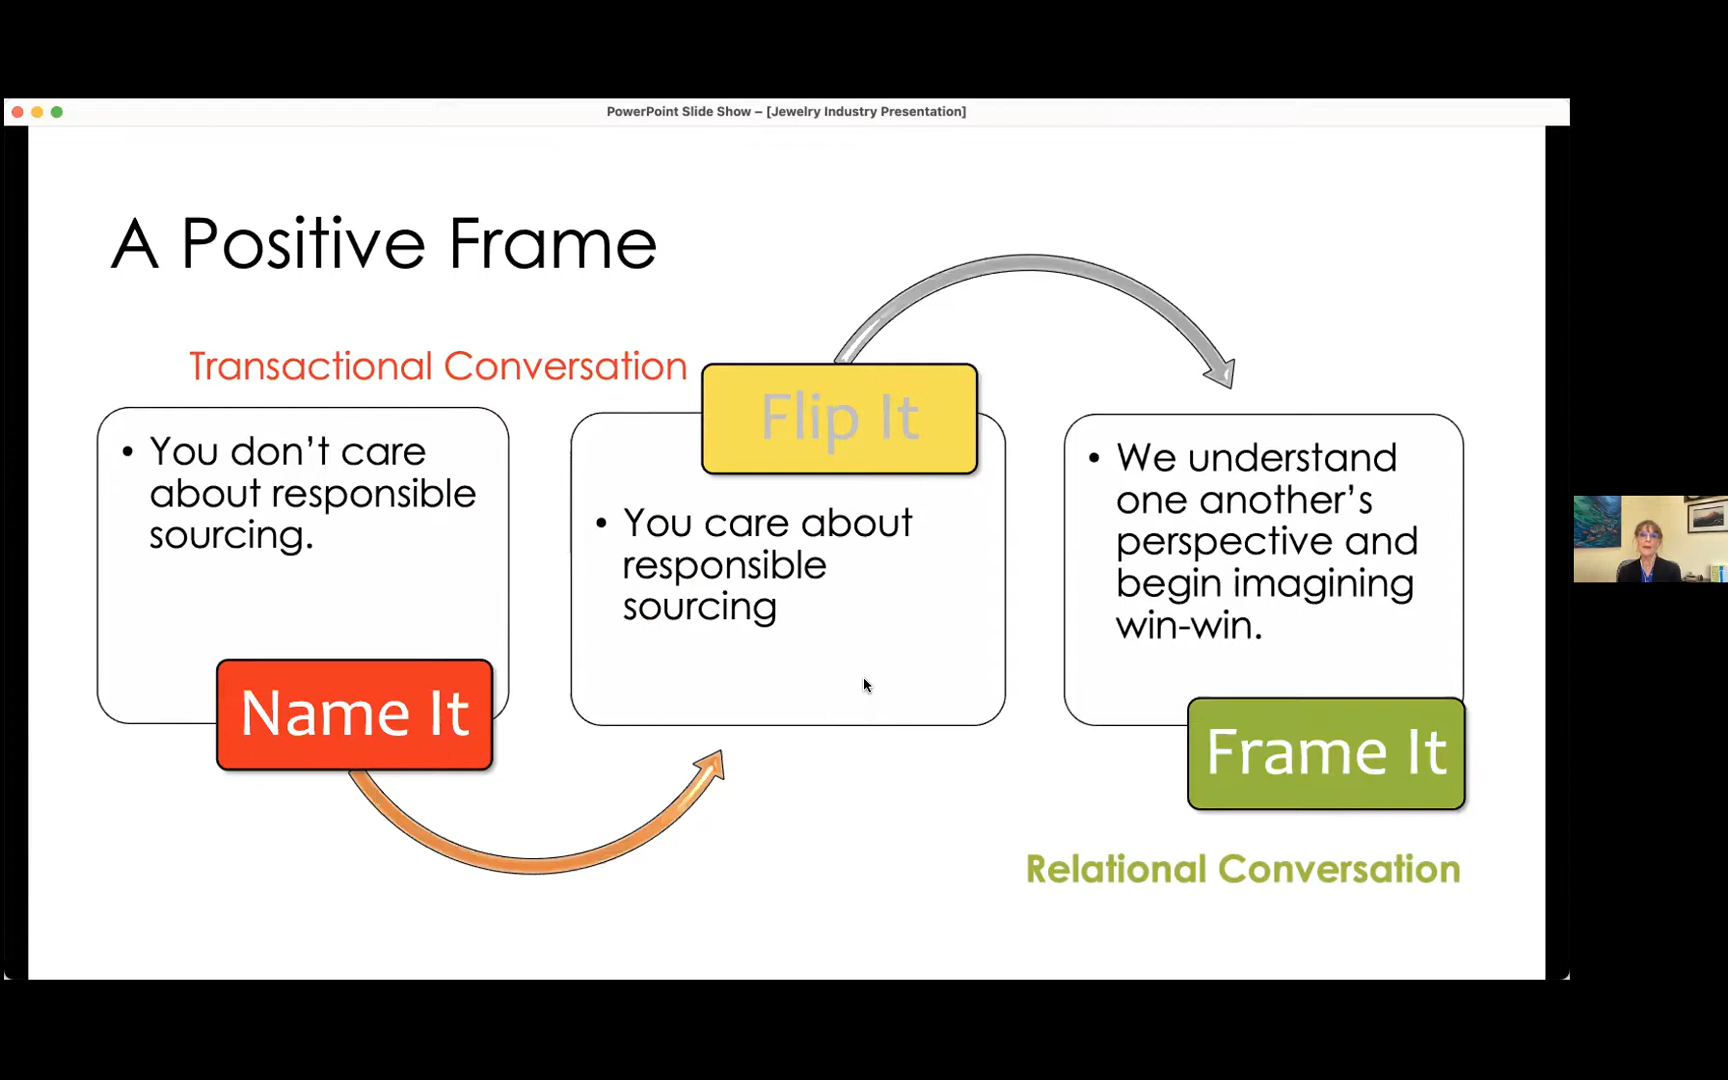 PowerPoint Slide Show – [Jewelry Industry Presentation]
A Positive Frame
Transactional Conversation
• You don’t care
about responsible
sourcing.
Name It
Flip It
• You care about
responsible
sourcing
• We understand
one another’s
perspective and
begin imagining
win-win.
Frame It
Relational Conversation